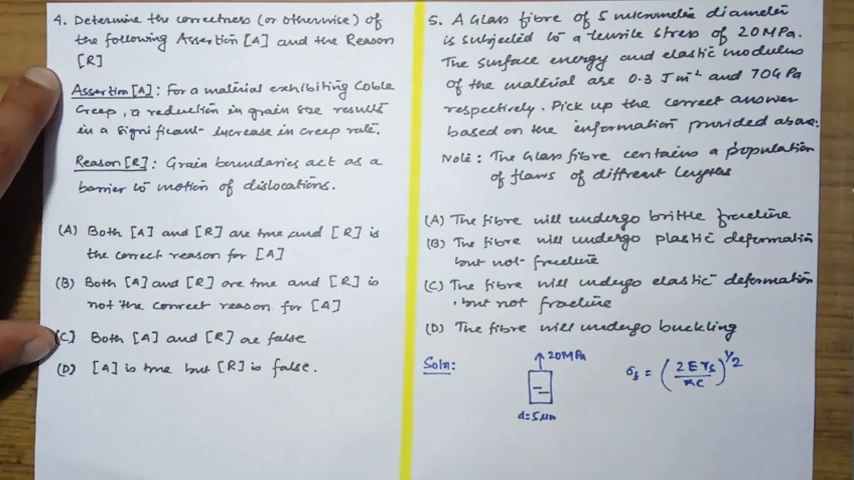 4. Determine the correctness (or otherwise) of
the following Assertion [A] and the Reason
[R]
Assertion [A]: For a material exhibiting Coble
Creep, a reduction in grain size results
in a significant increase in creep rate.
Reason [R]: Grain boundaries act as a
barrier to motion of dislocations.
(A) Both [A] and [R] are true and [R] is
the correct reason for [A]
(B) Both [A] and [R] are true and [R] is
not the correct reason for [A]
(C) Both [A] and [R] are false
(D) [A] is true but [R] is false.
5. A Glass fibre of 5 micrometre diameter
is subjected to a tensile stress of 20 MPa.
The surface energy and elastic modulus
of the material are 0.3 J m⁻² and 70 GPa
respectively. Pick up the correct answer
based on the information provided above:
Note: The Glass fibre contains a population
of flaws of different lengths
(A) The fibre will undergo brittle fracture
(B) The fibre will undergo plastic deformation
but not fracture
(C) The fibre will undergo elastic deformation
but not fracture
(D) The fibre will undergo buckling
Soln:
20 MPa
d=5μm
σf = (2Eγs/πc)^1/2